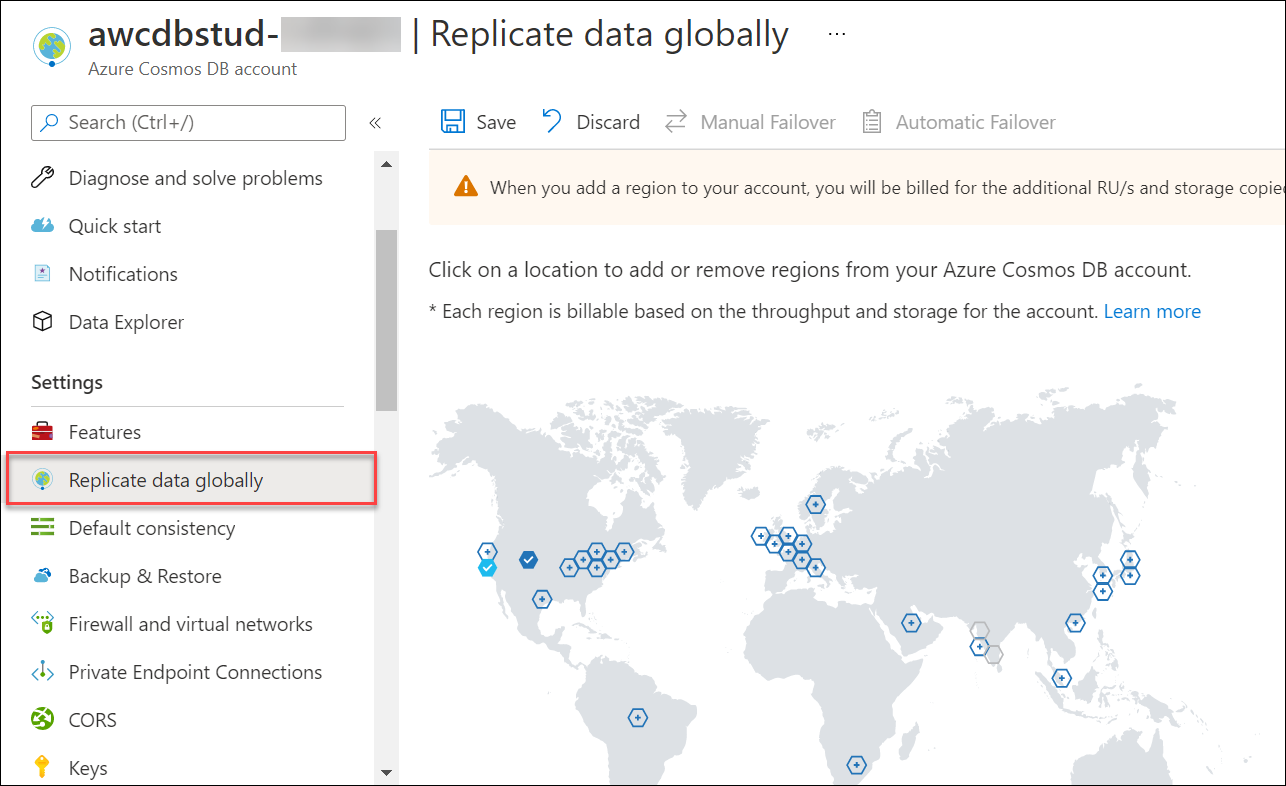 awcdbstud- | Replicate data globally ...
Azure Cosmos DB account
Search (Ctrl+/)
«
Save
Discard
Manual Failover
Automatic Failover
Diagnose and solve problems
Quick start
Notifications
Data Explorer
Settings
Features
Replicate data globally
Default consistency
Backup & Restore
Firewall and virtual networks
Private Endpoint Connections
CORS
Keys
When you add a region to your account, you will be billed for the additional RU/s and storage copie
Click on a location to add or remove regions from your Azure Cosmos DB account.
* Each region is billable based on the throughput and storage for the account. Learn more